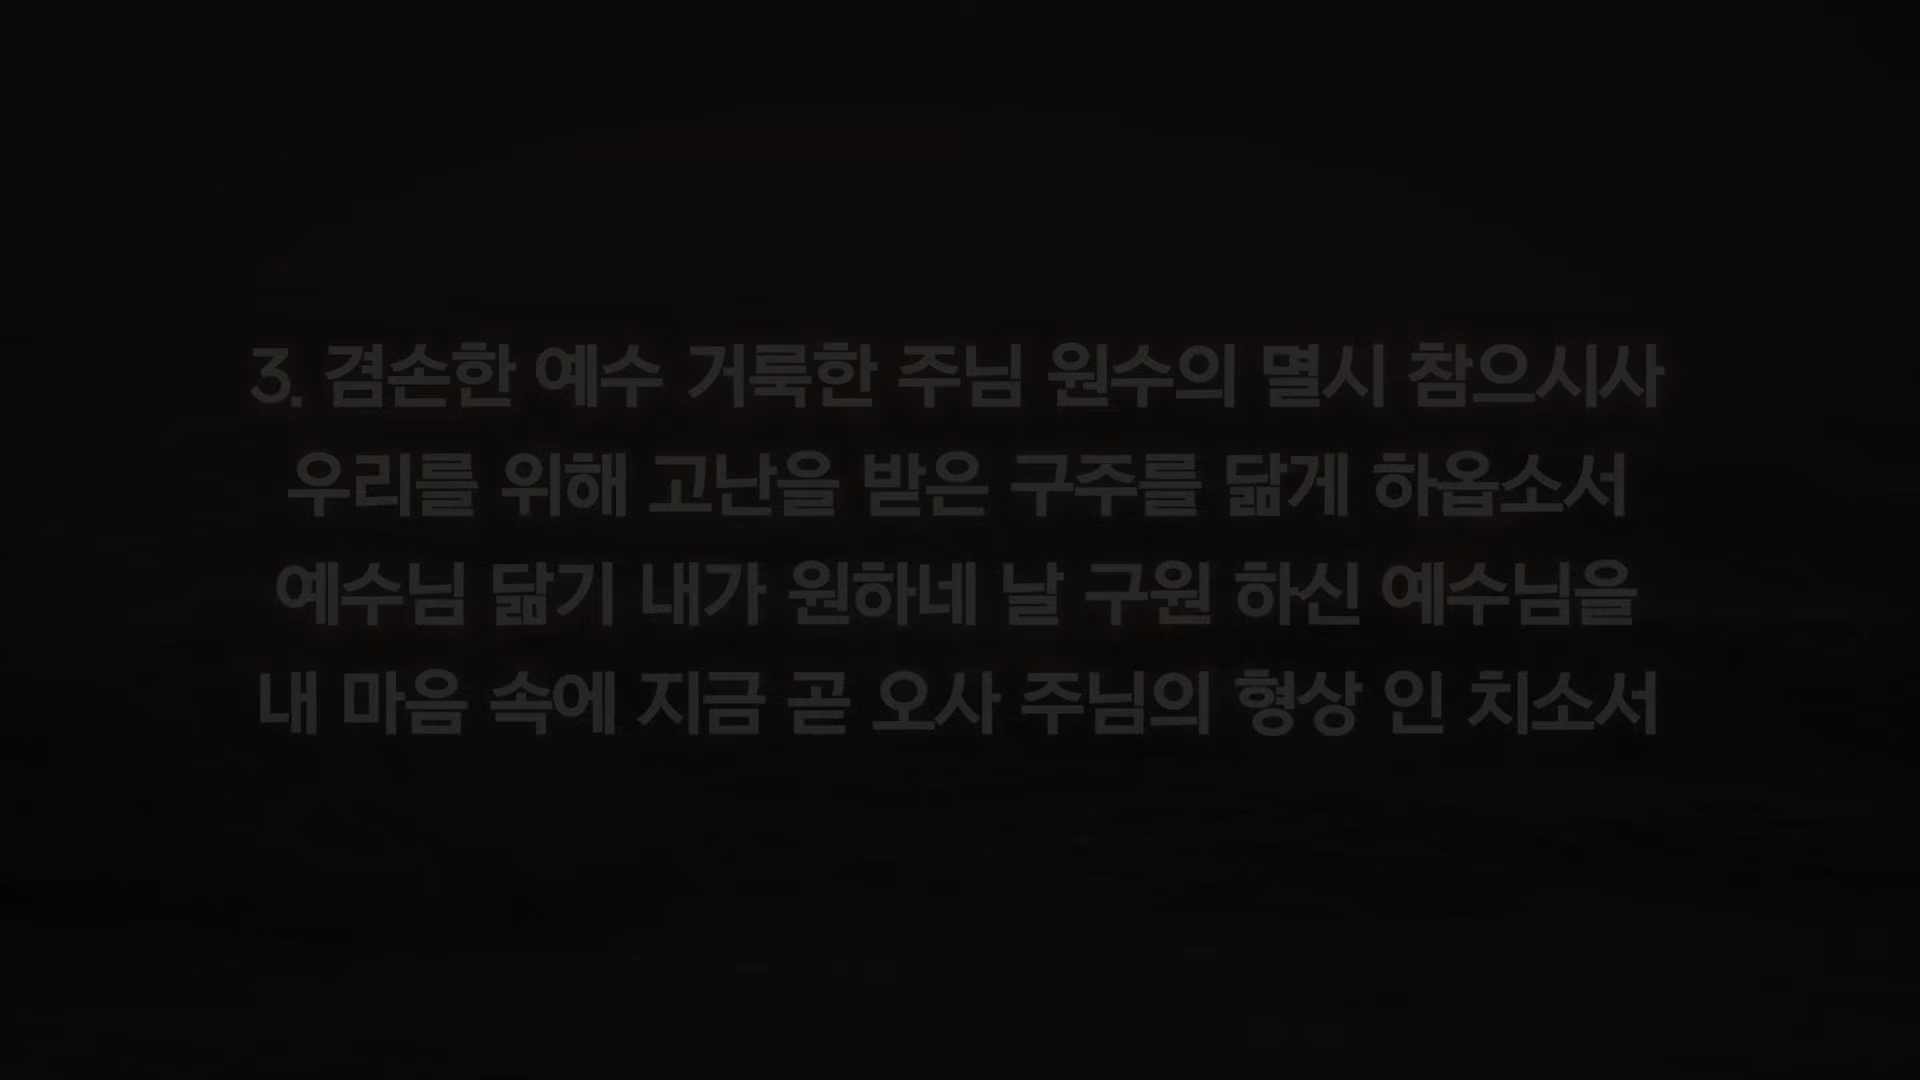 3. 겸손한 예수 거룩한 주님 원수의 멸시 참으시사
우리를 위해 고난을 받은 구주를 닮게 하옵소서
예수님 닮기 내가 원하네 날 구원 하신 예수님을
내 마음 속에 지금 곧 오사 주님의 형상 인 치소서